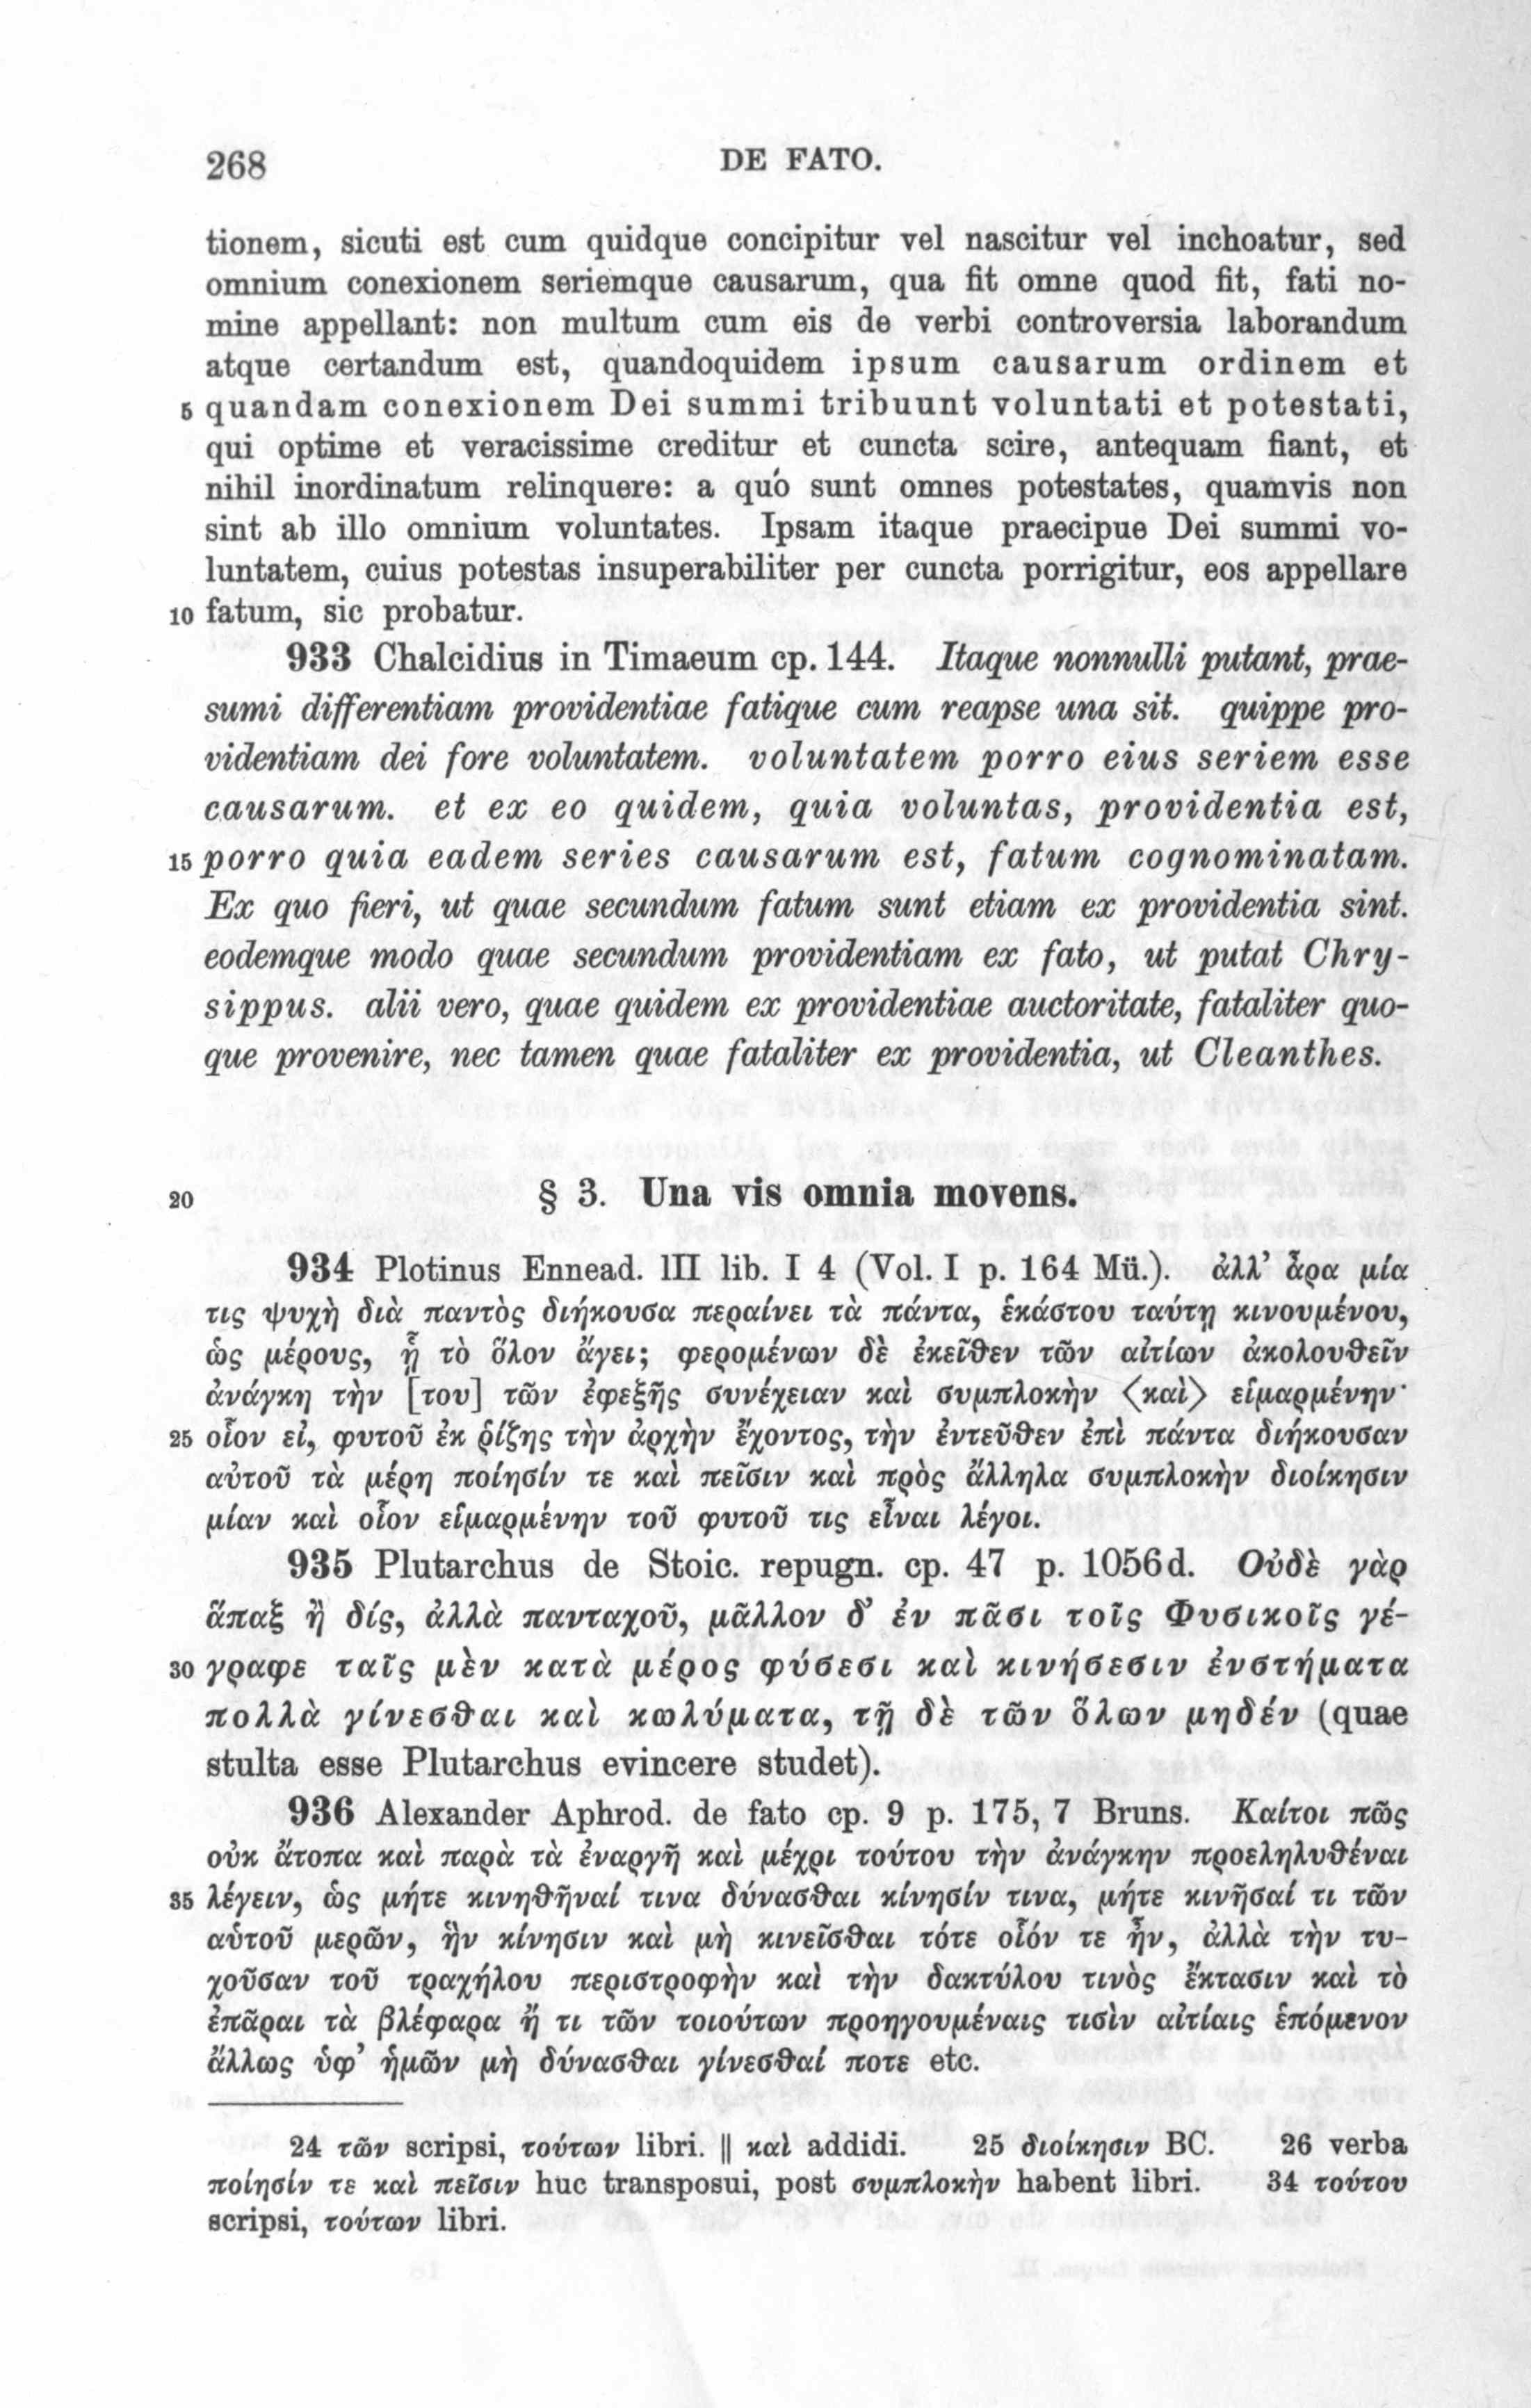 268 DE FATO.
tionem, sicuti est cum quidque concipitur vel nascitur vel inchoatur, sed
omnium conexionem seriemque causarum, qua fit omne quod fit, fati no-
mine appellant: non multum cum eis de verbi controversia laborandum
atque certandum est, quandoquidem ipsum causarum ordinem et
5 quandam conexionem Dei summi tribuunt voluntati et potestati,
qui optime et veracissime creditur et cuncta scire, antequam fiant, et
nihil inordinatum relinquere: a quo sunt omnes potestates, quamvis non
sint ab illo omnium voluntates. Ipsam itaque praecipue Dei summi vo-
luntatem, cuius potestas insuperabiliter per cuncta porrigitur, eos appellare
10 fatum, sic probatur.
933 Chalcidius in Timaeum cp. 144. Itaque nonnulli putant, prae-
sumi differentiam providentiae fatique cum reapse una sit. quippe pro-
videntiam dei fore voluntatem. voluntatem porro eius seriem esse
causarum. et ex eo quidem, quia voluntas, providentia est,
15 porro quia eadem series causarum est, fatum cognominatam.
Ex quo fieri, ut quae secundum fatum sunt etiam ex providentia sint.
eodemque modo quae secundum providentiam ex fato, ut putat Chry-
sippus. alii vero, quae quidem ex providentiae auctoritate, fataliter quo-
que provenire, nec tamen quae fataliter ex providentia, ut Cleanthes.
20 § 3. Una vis omnia movens.
934 Plotinus Ennead. III lib. I 4 (Vol. I p. 164 Mü.). ἀλλ’ ἆρα μία
τις ψυχὴ διὰ παντὸς διήκουσα περαίνει τὰ πάντα, ἑκάστου ταύτῃ κινουμένου,
ὡς μέρους, ᾗ τὸ ὅλον ἄγει; φερομένων δὲ ἐκεῖθεν τῶν αἰτίων ἀκολουθεῖν
ἀνάγκη τὴν [του] τῶν ἐφεξῆς συνέχειαν καὶ συμπλοκὴν ⟨καὶ⟩ εἱμαρμένην·
25 οἷον εἰ, φυτοῦ ἐκ ῥίζης τὴν ἀρχὴν ἔχοντος, τὴν ἐντεῦθεν ἐπὶ πάντα διήκουσαν
αὐτοῦ τὰ μέρη ποίησίν τε καὶ πεῖσιν καὶ πρὸς ἄλληλα συμπλοκὴν διοίκησιν
μίαν καὶ οἷον εἱμαρμένην τοῦ φυτοῦ τις εἶναι λέγοι.
935 Plutarchus de Stoic. repugn. cp. 47 p. 1056d. Οὐδὲ γὰρ
ἅπαξ ἢ δίς, ἀλλὰ πανταχοῦ, μᾶλλον δ’ ἐν πᾶσι τοῖς Φυσικοῖς γέ-
30 γραφε ταῖς μὲν κατὰ μέρος φύσεσι καὶ κινήσεσιν ἐνστήματα
πολλὰ γίνεσθαι καὶ κωλύματα, τῇ δὲ τῶν ὅλων μηδέν (quae
stulta esse Plutarchus evincere studet).
936 Alexander Aphrod. de fato cp. 9 p. 175, 7 Bruns. Καίτοι πῶς
οὐκ ἄτοπα καὶ παρὰ τὰ ἐναργῆ καὶ μέχρι τούτου τὴν ἀνάγκην προεληλυθέναι
35 λέγειν, ὡς μήτε κινηθῆναί τινα δύνασθαι κίνησίν τινα, μήτε κινῆσαί τι τῶν
αὑτοῦ μερῶν, ἣν κίνησιν καὶ μὴ κινεῖσθαι τότε οἷόν τε ἦν, ἀλλὰ τὴν τυ-
χοῦσαν τοῦ τραχήλου περιστροφὴν καὶ τὴν δακτύλου τινὸς ἔκτασιν καὶ τὸ
ἐπᾶραι τὰ βλέφαρα ἤ τι τῶν τοιούτων προηγουμέναις τισὶν αἰτίαις ἑπόμενον
ἄλλως ὑφ’ ἡμῶν μὴ δύνασθαι γίνεσθαί ποτε etc.
24 τῶν scripsi, τούτων libri. || καὶ addidi. 25 διοίκησιν BC. 26 verba
ποίησίν τε καὶ πεῖσιν huc transposui, post συμπλοκὴν habent libri. 34 τούτου
scripsi, τούτων libri.